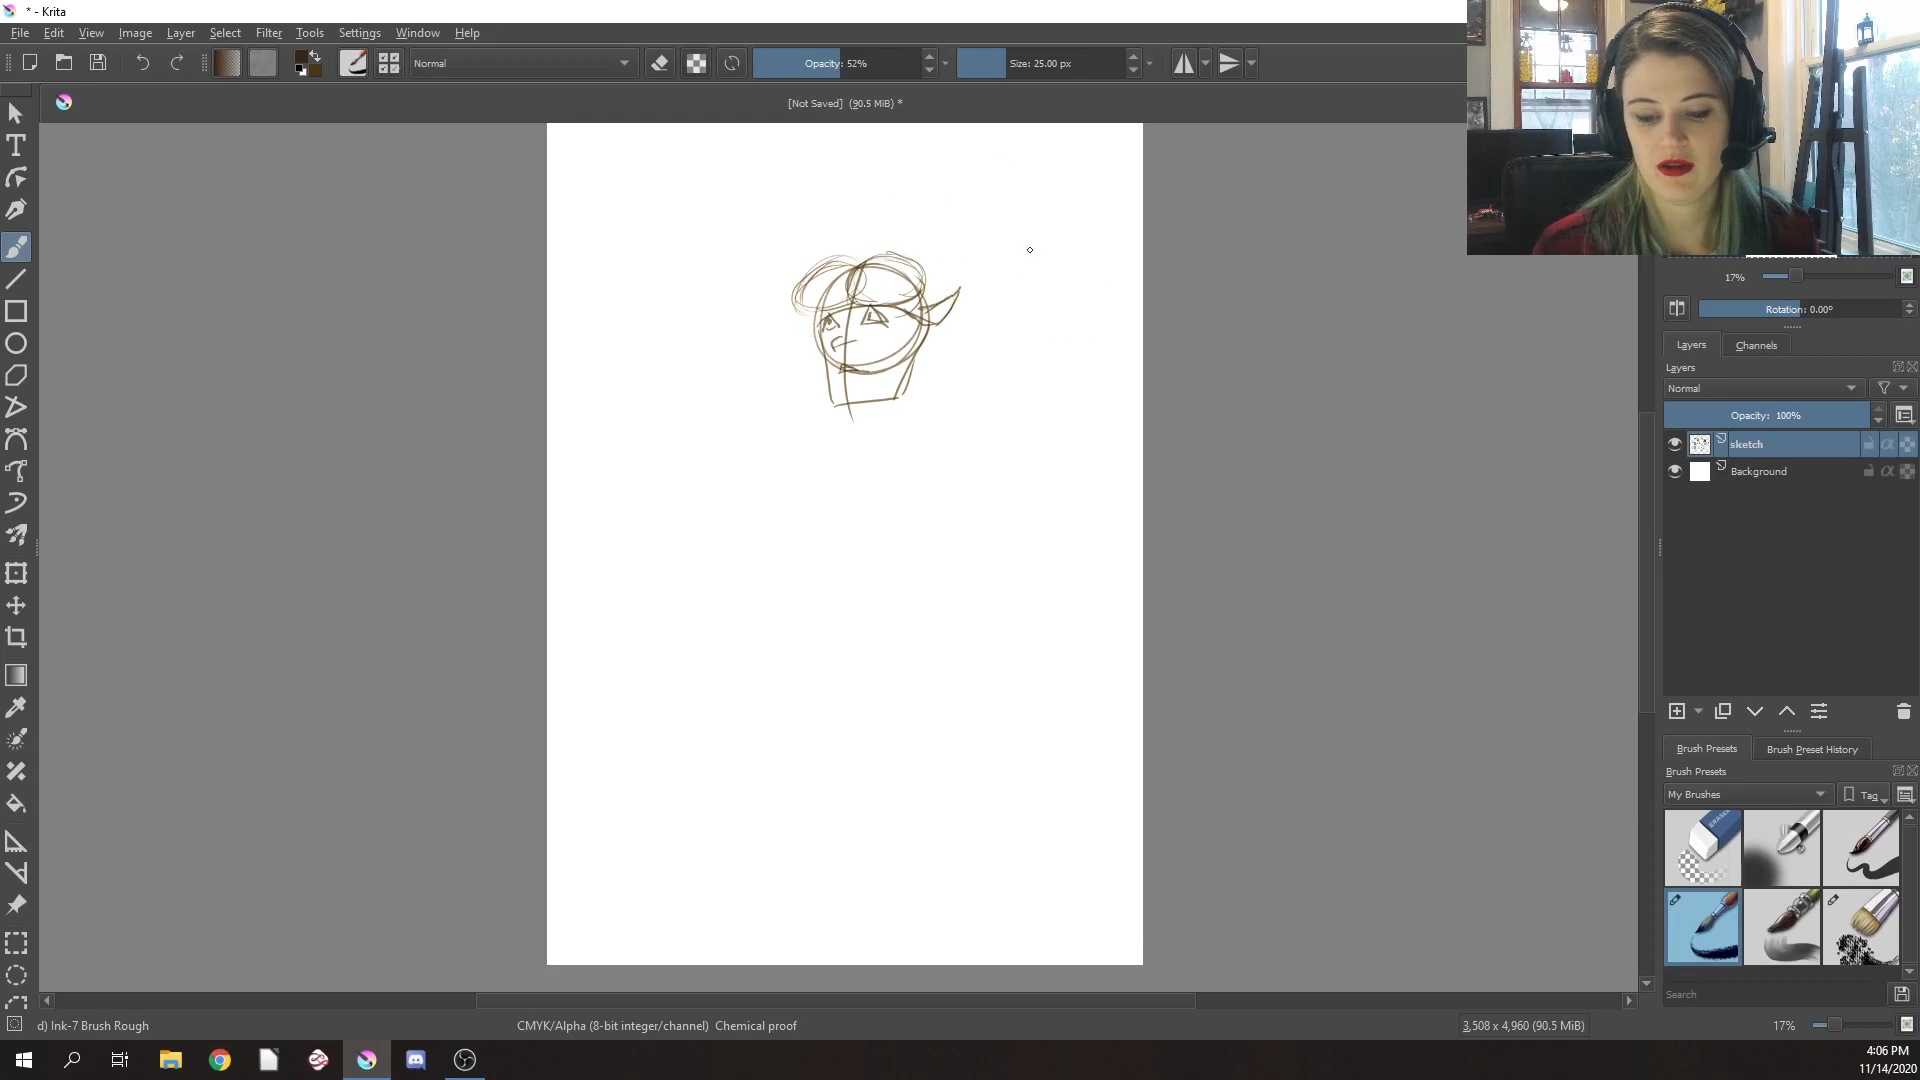 * - Krita
File Edit View Image Layer Select Filter Tools Settings Window Help
Normal Opacity: 52% Size: 25.00 px
[Not Saved] (90.5 MiB) *
17%
Rotation: 0.00°
Layers Channels
Layers
Normal
Opacity: 100%
sketch
Background
Brush Presets Brush Preset History
Brush Presets
My Brushes Tag
ERASER
Search
d) Ink-7 Brush Rough CMYK/Alpha (8-bit integer/channel) Chemical proof 3,508 x 4,960 (90.5 MiB) 17%
4:06 PM
11/14/2020